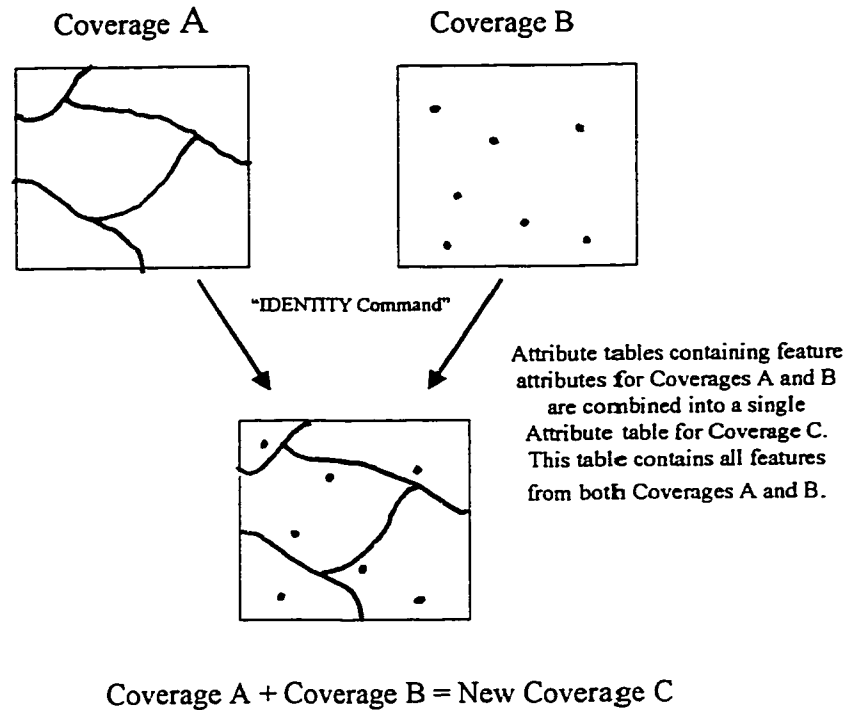 Coverage A
Coverage B
"IDENTITY Command"
Attribute tables containing feature
attributes for Coverages A and B
are combined into a single
Attribute table for Coverage C.
This table contains all features
from both Coverages A and B.
Coverage A + Coverage B = New Coverage C